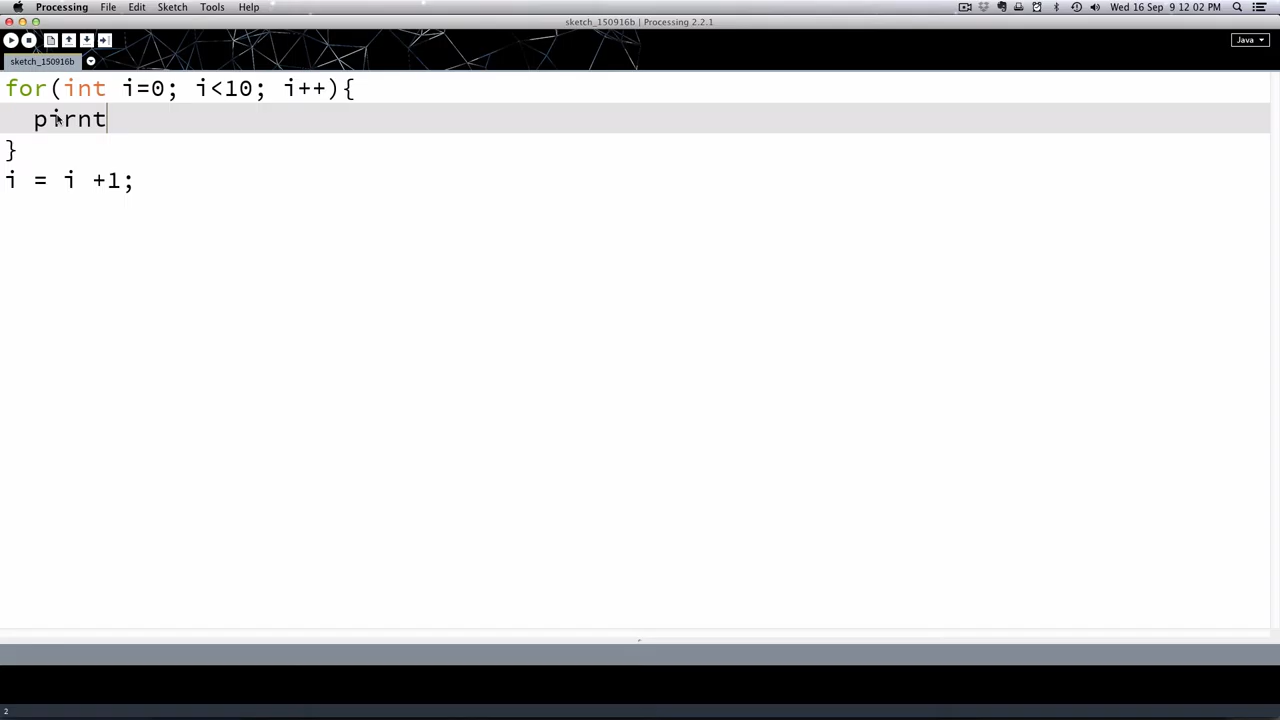 Processing File Edit Sketch Tools Help Wed 16 Sep 9 12 02 PM
sketch_150916b | Processing 2.2.1
Java
sketch_150916b
for(int i=0; i<10; i++){
pirnt
}
i = i +1;
2